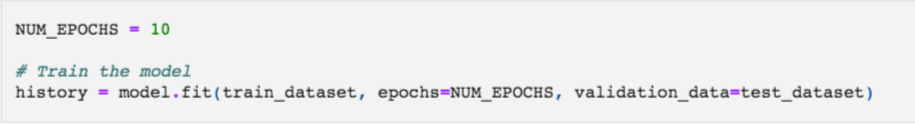 NUM_EPOCHS = 10
# Train the model
history = model.fit(train_dataset, epochs=NUM_EPOCHS, validation_data=test_dataset)